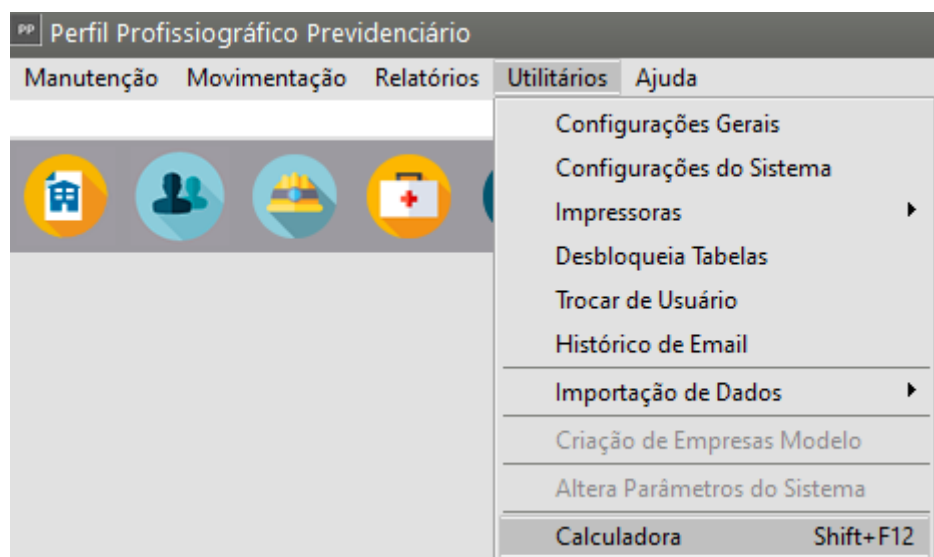 PP Perfil Profissiográfico Previdenciário
Manutenção Movimentação Relatórios Utilitários Ajuda
Configurações Gerais
Configurações do Sistema
Impressoras
Desbloqueia Tabelas
Trocar de Usuário
Histórico de Email
Importação de Dados
Criação de Empresas Modelo
Altera Parâmetros do Sistema
Calculadora Shift+F12